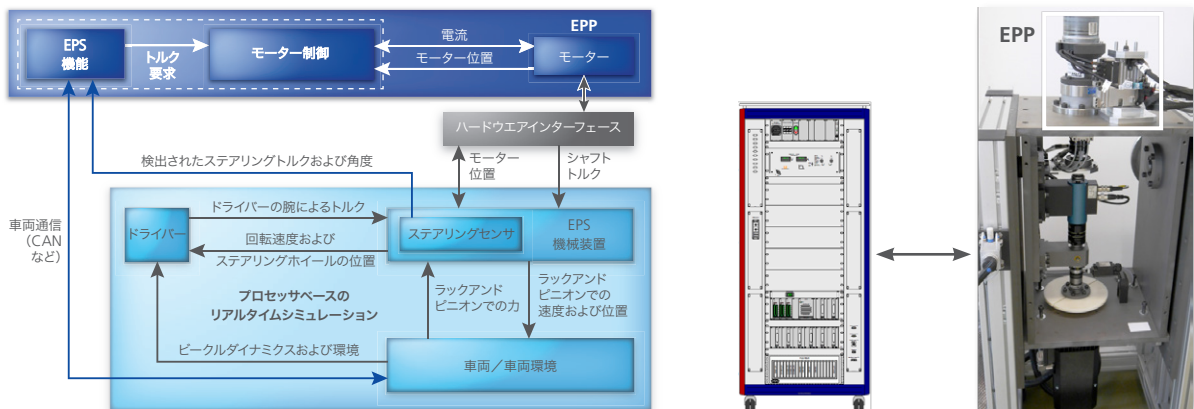 EPP
EPS
機能
トルク
要求
モーター制御
電流
モーター位置
モーター
ハードウエアインターフェース
検出されたステアリングトルクおよび角度
モーター
位置
シャフト
トルク
車両通信
(CAN
など)
ドライバー
ドライバーの腕によるトルク
回転速度および
ステアリングホイールの位置
ステアリングセンサ
EPS
機械装置
プロセッサベースの
リアルタイムシミュレーション
ラックアンド
ピニオンでの力
ラックアンド
ピニオンでの
速度および位置
ビークルダイナミクスおよび環境
車両／車両環境
EPP